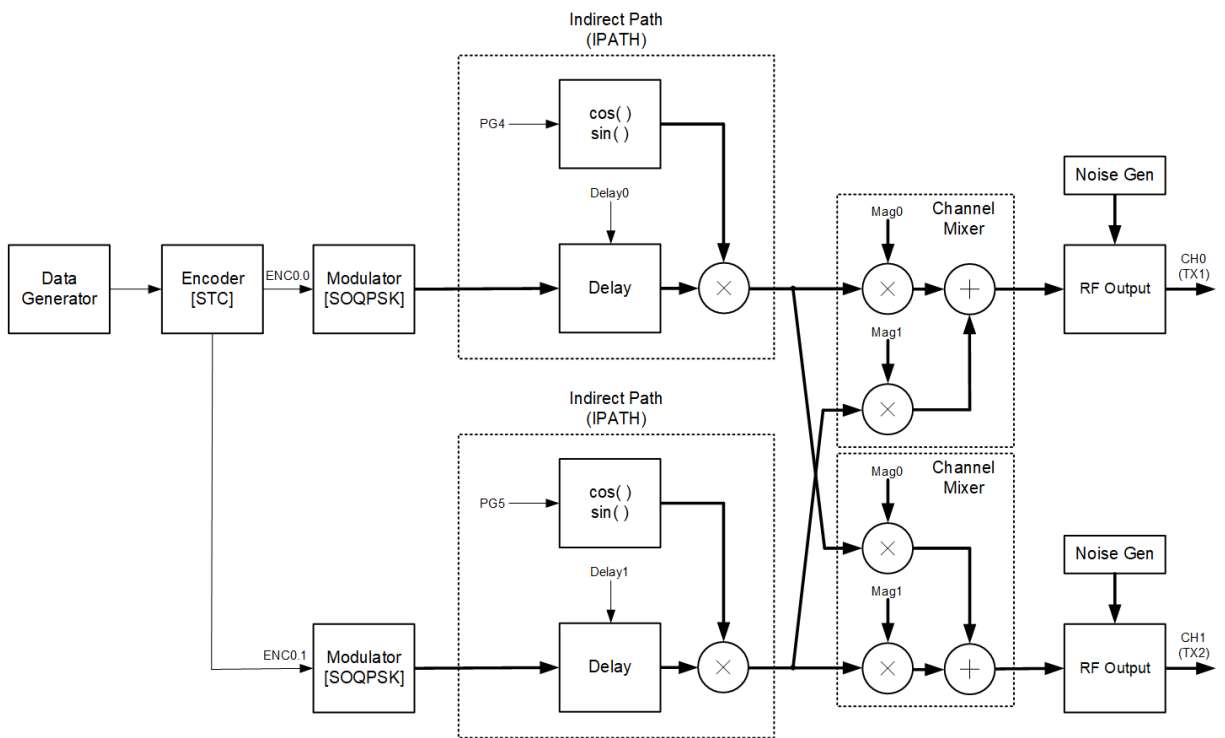 Indirect Path
(IPATH)
PG4
cos( )
sin( )
Delay0
Data
Generator
Encoder
[STC]
ENC0.0
Modulator
[SOQPSK]
Delay
Mag0
Channel
Mixer
Mag1
Noise Gen
RF Output
CH0
(TX1)
Indirect Path
(IPATH)
PG5
cos( )
sin( )
Delay1
ENC0.1
Modulator
[SOQPSK]
Delay
Mag0
Channel
Mixer
Mag1
Noise Gen
RF Output
CH1
(TX2)